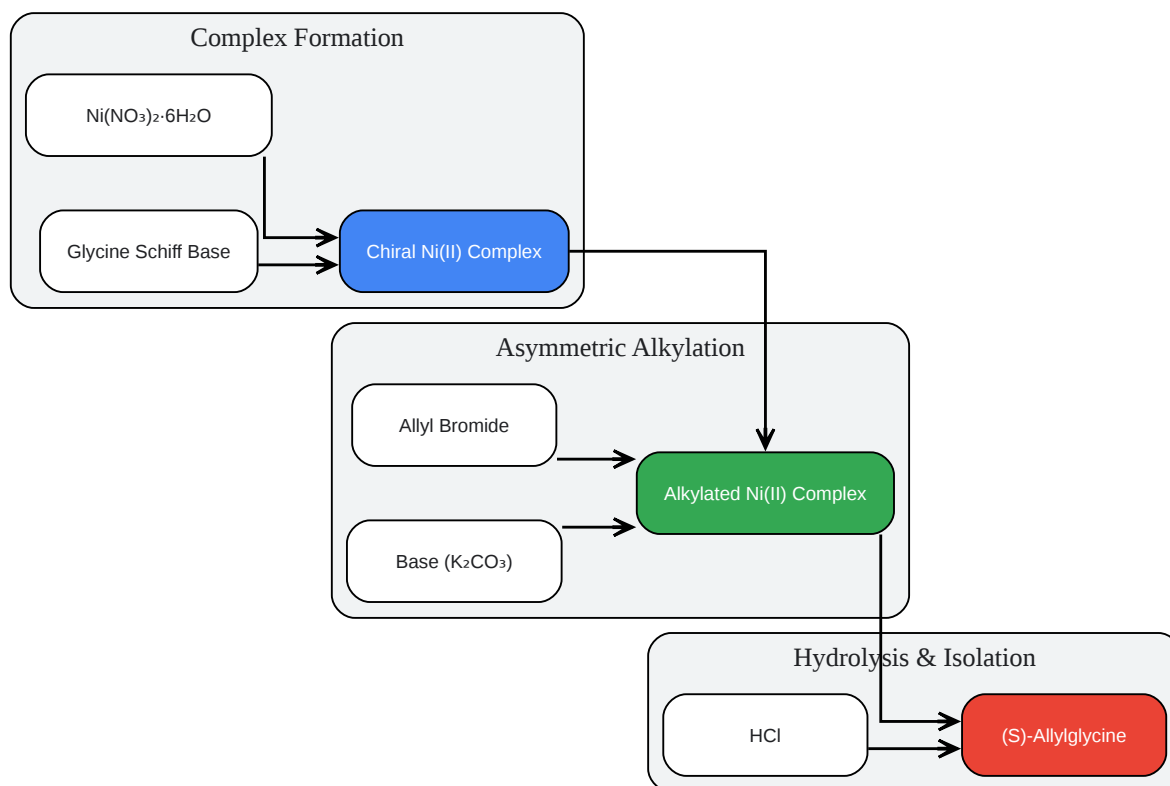 Complex Formation
Ni(NO₃)₂·6H₂O
Glycine Schiff Base
Chiral Ni(II) Complex
Asymmetric Alkylation
Allyl Bromide
Alkylated Ni(II) Complex
Base (K₂CO₃)
Hydrolysis & Isolation
HCl
(S)-Allylglycine